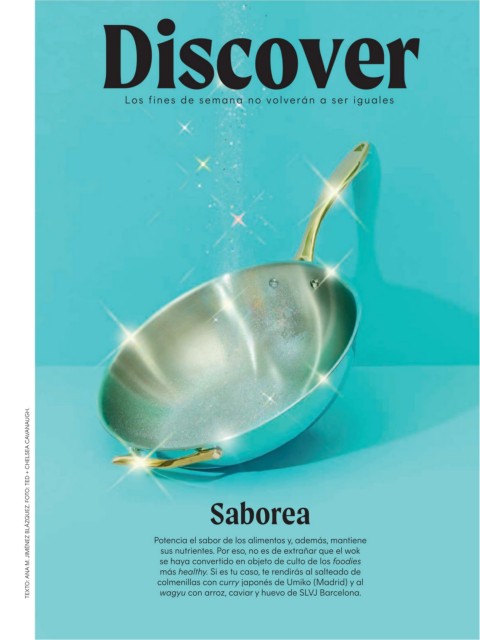 Discover
Los fines de semana no volverán a ser iguales
Saborea
Potencia el sabor de los alimentos y, además, mantiene
sus nutrientes. Por eso, no es de extrañar que el wok
se haya convertido en objeto de culto de los foodies
más healthy. Si es tu caso, te rendirás al salteado de
colmenillas con curry japonés de Umiko (Madrid) y al
wagyu con arroz, caviar y huevo de SLVJ Barcelona.
TEXTO: ANA M. JIMÉNEZ BLÁZQUEZ. FOTO: TED + CHELSEA CAVANAUGH.